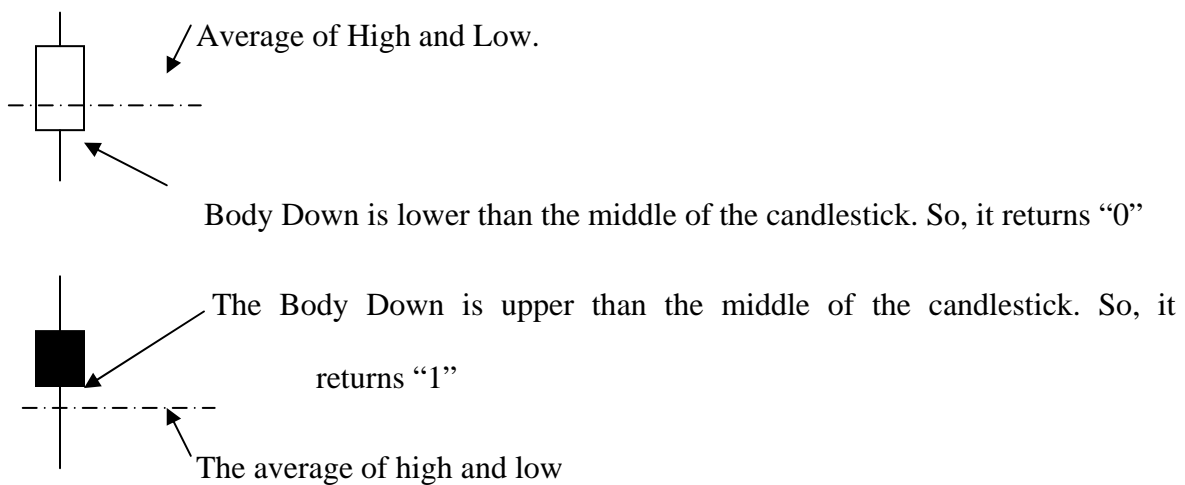 Average of High and Low.
Body Down is lower than the middle of the candlestick. So, it returns “0”
The Body Down is upper than the middle of the candlestick. So, it
returns “1”
The average of high and low